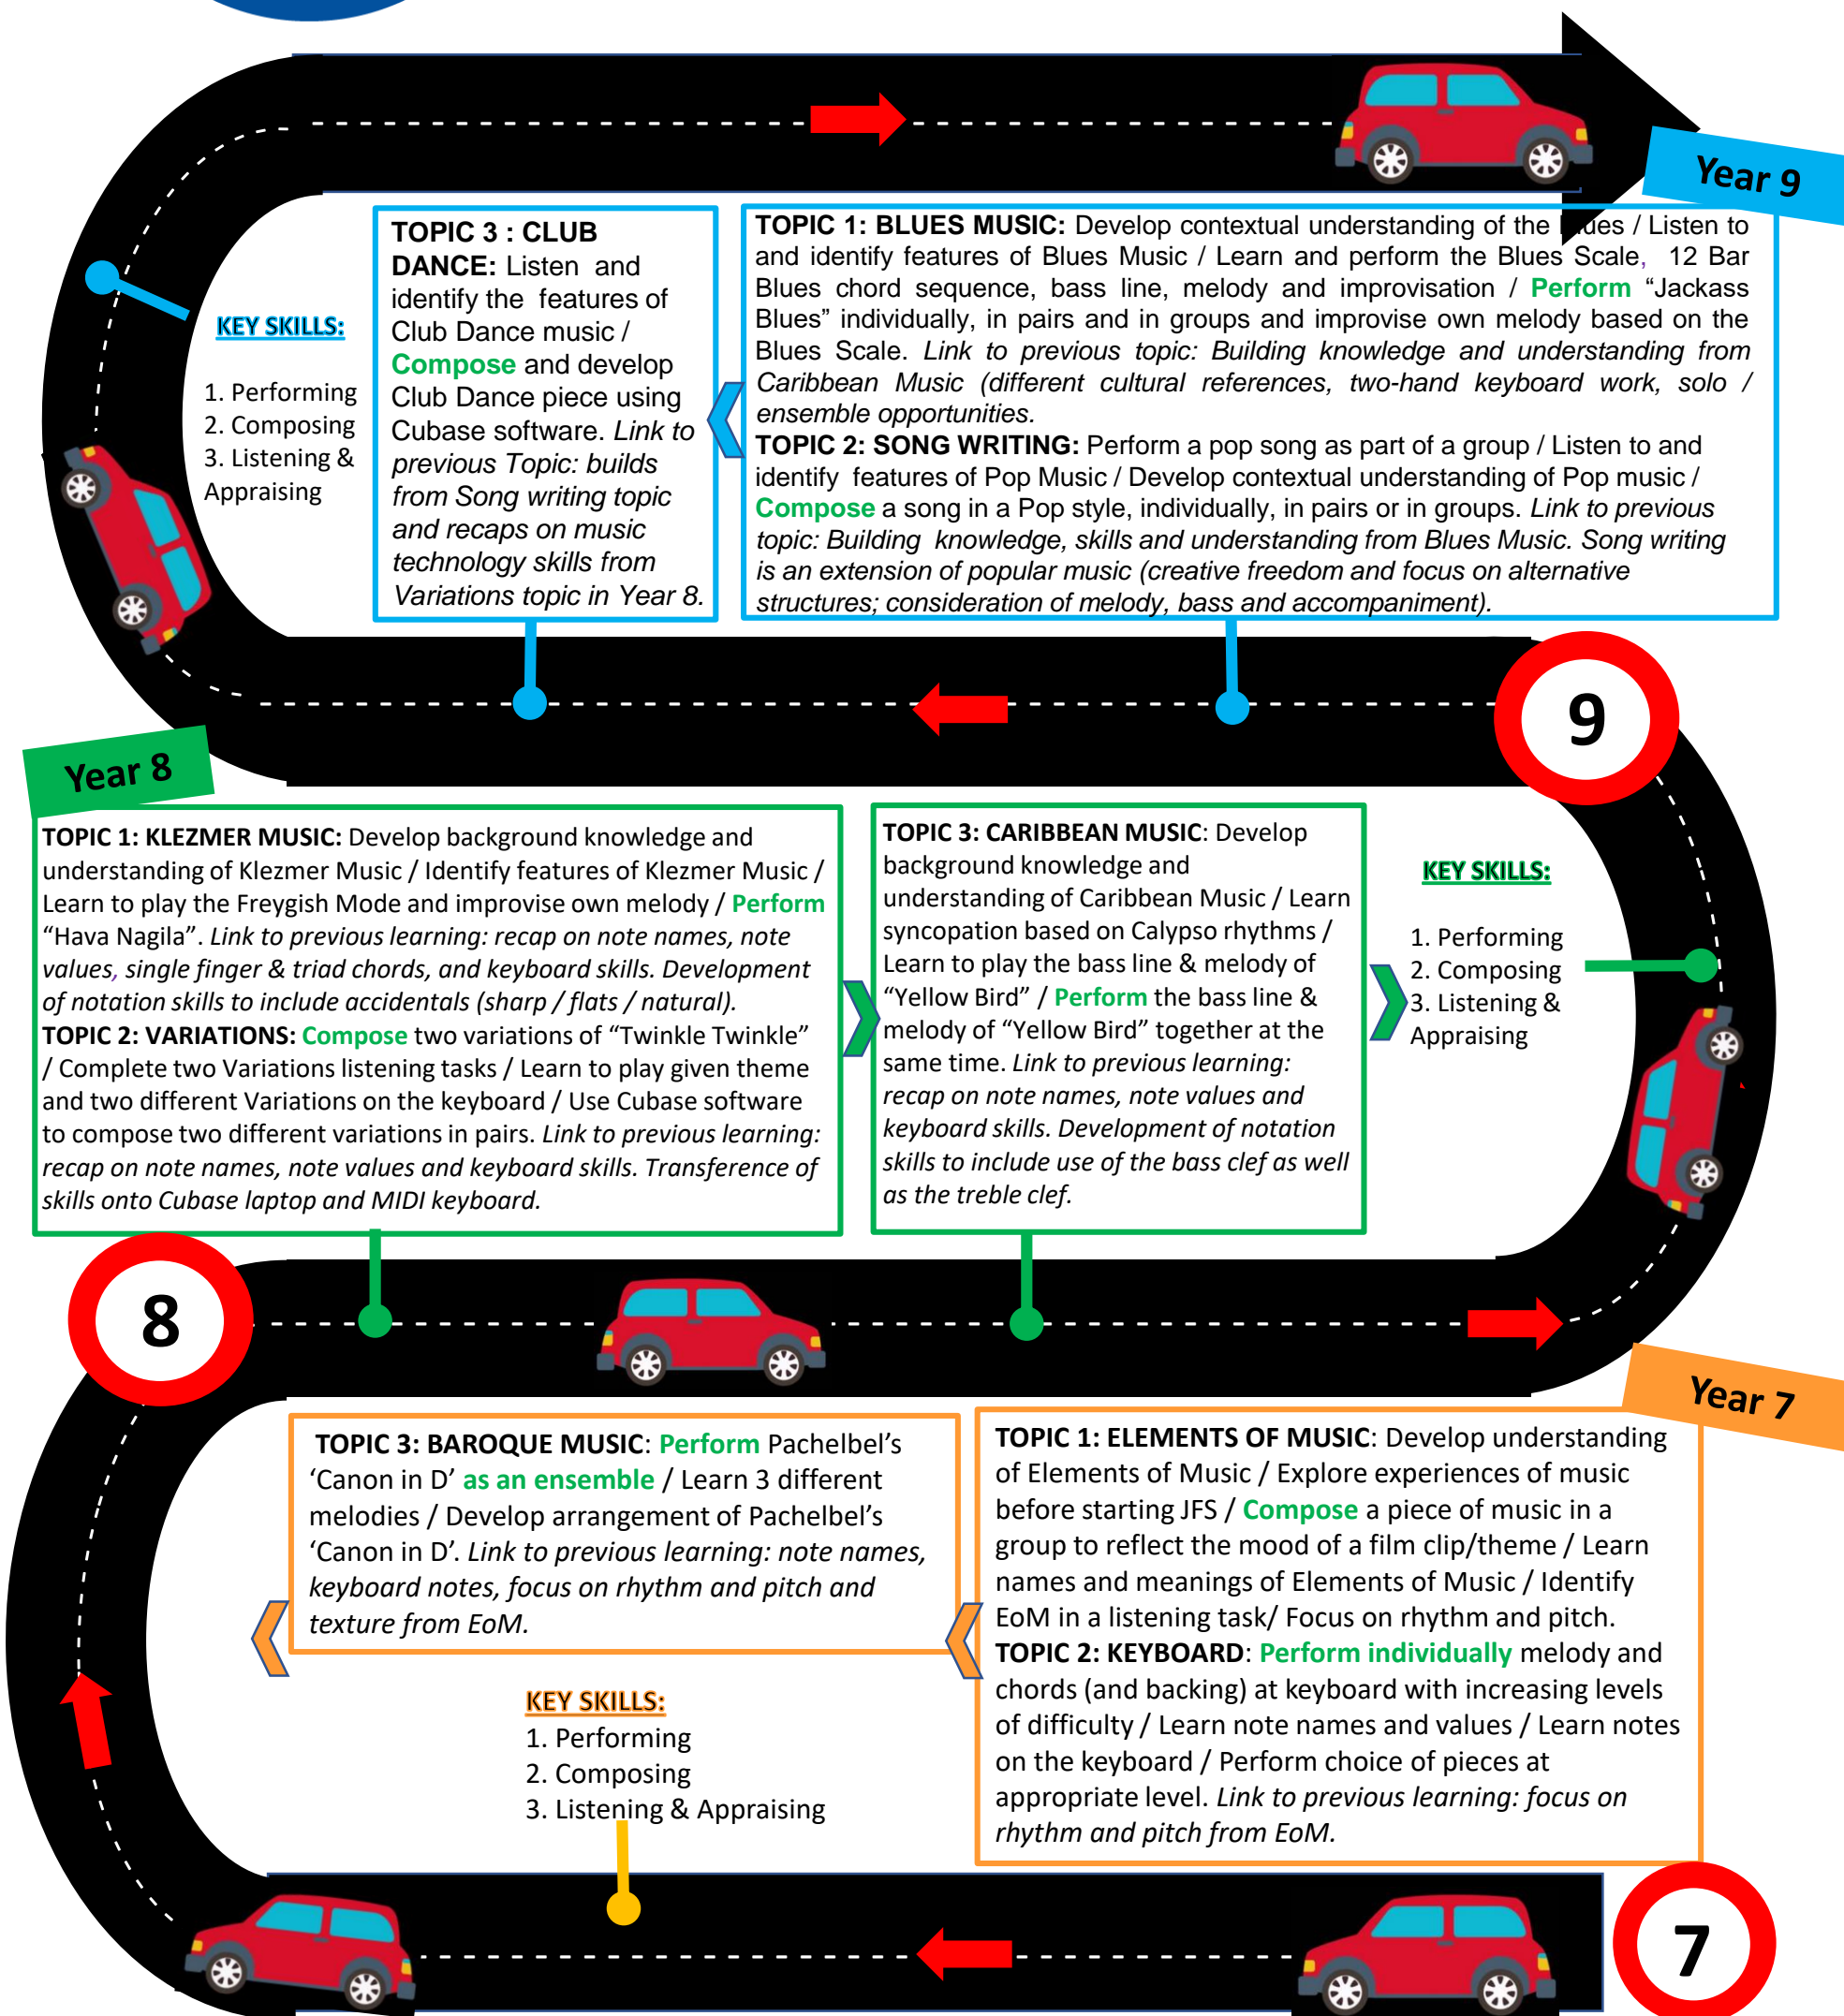 Year 9
TOPIC 3 : CLUB
DANCE: Listen and
identify the features of
Club Dance music /
Compose and develop
Club Dance piece using
Cubase software. Link to
previous Topic: builds
from Song writing topic
and recaps on music
technology skills from
Variations topic in Year 8.
TOPIC 1: BLUES MUSIC: Develop contextual understanding of the / Listen to
and identify features of Blues Music / Learn and perform the Blues Scale, 12 Bar
Blues chord sequence, bass line, melody and improvisation / Perform “Jackass
Blues” individually, in pairs and in groups and improvise own melody based on the
Blues Scale. Link to previous topic: Building knowledge and understanding from
Caribbean Music (different cultural references, two-hand keyboard work, solo /
ensemble opportunities.
TOPIC 2: SONG WRITING: Perform a pop song as part of a group / Listen to and
identify features of Pop Music / Develop contextual understanding of Pop music /
Compose a song in a Pop style, individually, in pairs or in groups. Link to previous
topic: Building knowledge, skills and understanding from Blues Music. Song writing
is an extension of popular music (creative freedom and focus on alternative
structures; consideration of melody, bass and accompaniment).
KEY SKILLS:
1. Performing
2. Composing
3. Listening &
Appraising
9
Year 8
TOPIC 1: KLEZMER MUSIC: Develop background knowledge and
understanding of Klezmer Music / Identify features of Klezmer Music /
Learn to play the Freygish Mode and improvise own melody / Perform
“Hava Nagila”. Link to previous learning: recap on note names, note
values, single finger & triad chords, and keyboard skills. Development
of notation skills to include accidentals (sharp / flats / natural).
TOPIC 2: VARIATIONS: Compose two variations of “Twinkle Twinkle”
/ Complete two Variations listening tasks / Learn to play given theme
and two different Variations on the keyboard / Use Cubase software
to compose two different variations in pairs. Link to previous learning:
recap on note names, note values and keyboard skills. Transference of
skills onto Cubase laptop and MIDI keyboard.
TOPIC 3: CARIBBEAN MUSIC: Develop
background knowledge and
understanding of Caribbean Music / Learn
syncopation based on Calypso rhythms /
Learn to play the bass line & melody of
“Yellow Bird” / Perform the bass line &
melody of “Yellow Bird” together at the
same time. Link to previous learning:
recap on note names, note values and
keyboard skills. Development of notation
skills to include use of the bass clef as well
as the treble clef.
KEY SKILLS:
1. Performing
2. Composing
3. Listening &
Appraising
8
Year 7
TOPIC 3: BAROQUE MUSIC: Perform Pachelbel’s
‘Canon in D’ as an ensemble / Learn 3 different
melodies / Develop arrangement of Pachelbel’s
‘Canon in D’. Link to previous learning: note names,
keyboard notes, focus on rhythm and pitch and
texture from EoM.
TOPIC 1: ELEMENTS OF MUSIC: Develop understanding
of Elements of Music / Explore experiences of music
before starting JFS / Compose a piece of music in a
group to reflect the mood of a film clip/theme / Learn
names and meanings of Elements of Music / Identify
EoM in a listening task/ Focus on rhythm and pitch.
TOPIC 2: KEYBOARD: Perform individually melody and
chords (and backing) at keyboard with increasing levels
of difficulty / Learn note names and values / Learn notes
on the keyboard / Perform choice of pieces at
appropriate level. Link to previous learning: focus on
rhythm and pitch from EoM.
KEY SKILLS:
1. Performing
2. Composing
3. Listening & Appraising
7